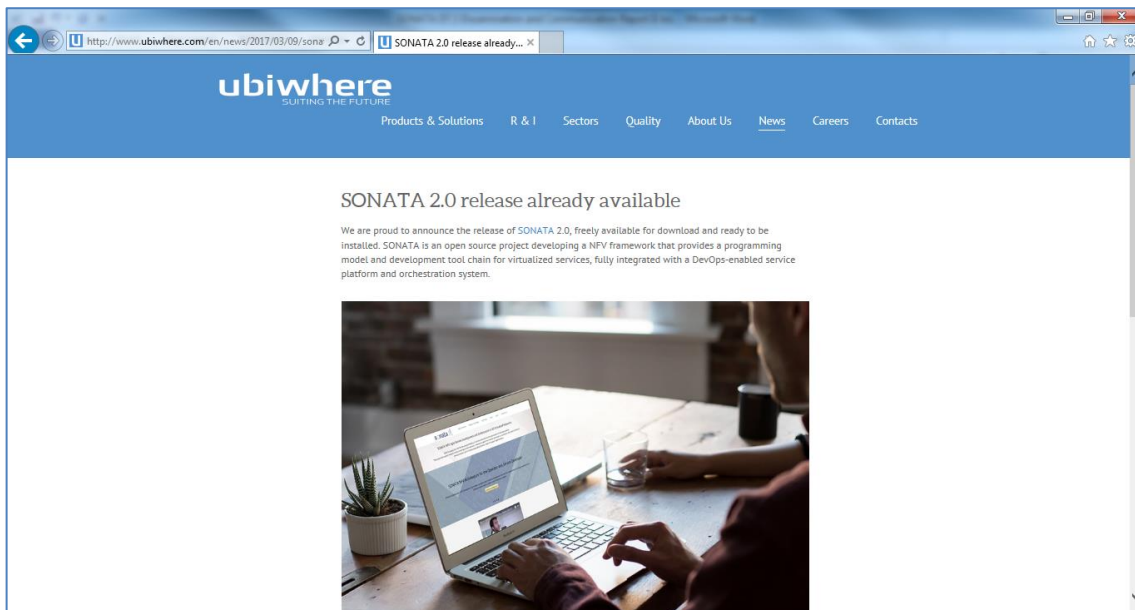 http://www.ubiwhere.com/en/news/2017/03/09/sona
SONATA 2.0 release already...
ubiwhere
SUITING THE FUTURE
Products & Solutions R & I Sectors Quality About Us News Careers Contacts
SONATA 2.0 release already available
We are proud to announce the release of SONATA 2.0, freely available for download and ready to be
installed. SONATA is an open source project developing a NFV framework that provides a programming
model and development tool chain for virtualized services, fully integrated with a DevOps-enabled service
platform and orchestration system.